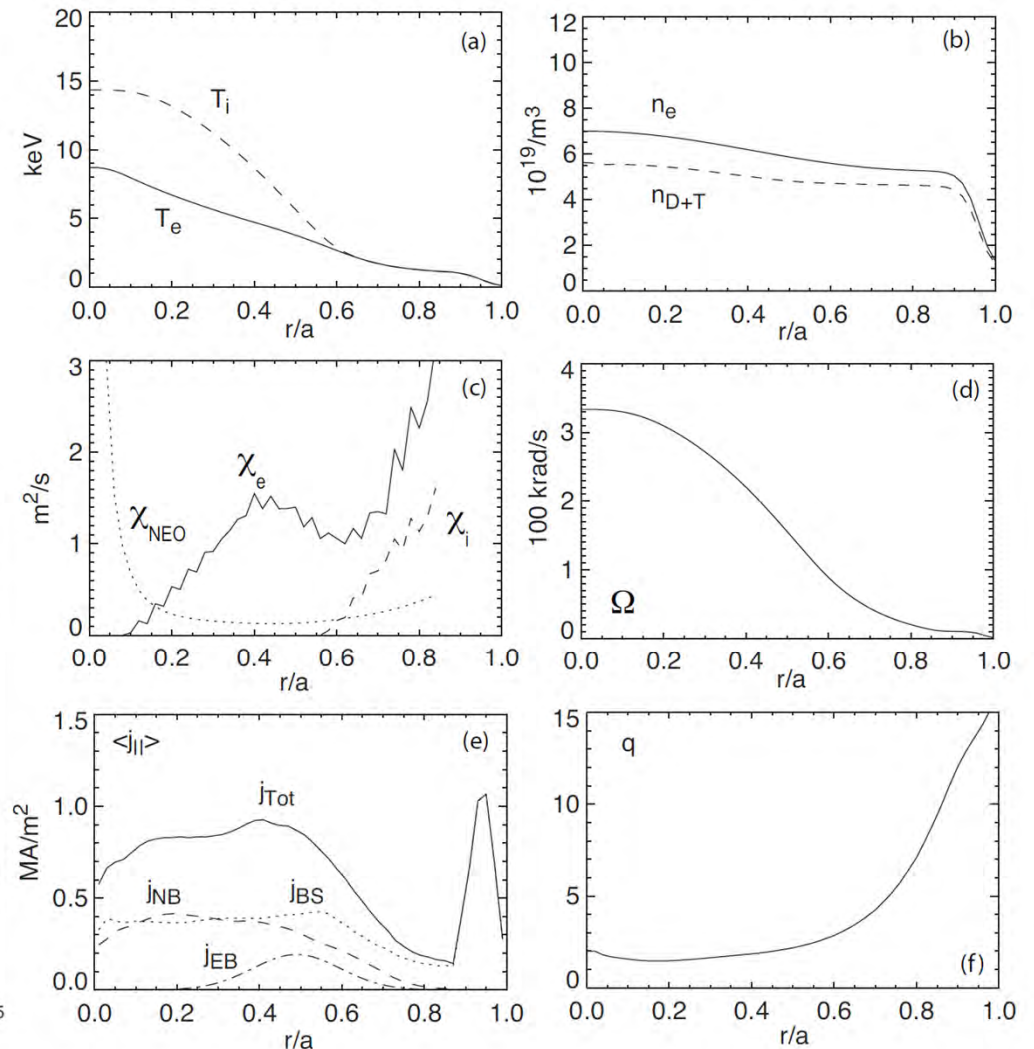 20
15
10
5
0
keV
(a)
T_i
T_e
0.0 0.2 0.4 0.6 0.8 1.0
r/a
12
10
8
6
4
2
0
10^19/m^3
(b)
n_e
n_D+T
0.0 0.2 0.4 0.6 0.8 1.0
r/a
3
2
1
0
m^2/s
(c)
χ_e
χ_NEO
χ_i
0.0 0.2 0.4 0.6 0.8 1.0
r/a
4
3
2
1
0
100 krad/s
(d)
Ω
0.0 0.2 0.4 0.6 0.8 1.0
r/a
1.5
1.0
0.5
0.0
MA/m^2
<j_||>
(e)
j_Tot
j_NB
j_BS
j_EB
0.0 0.2 0.4 0.6 0.8 1.0
r/a
15
10
5
0
q
(f)
0.0 0.2 0.4 0.6 0.8 1.0
r/a
5